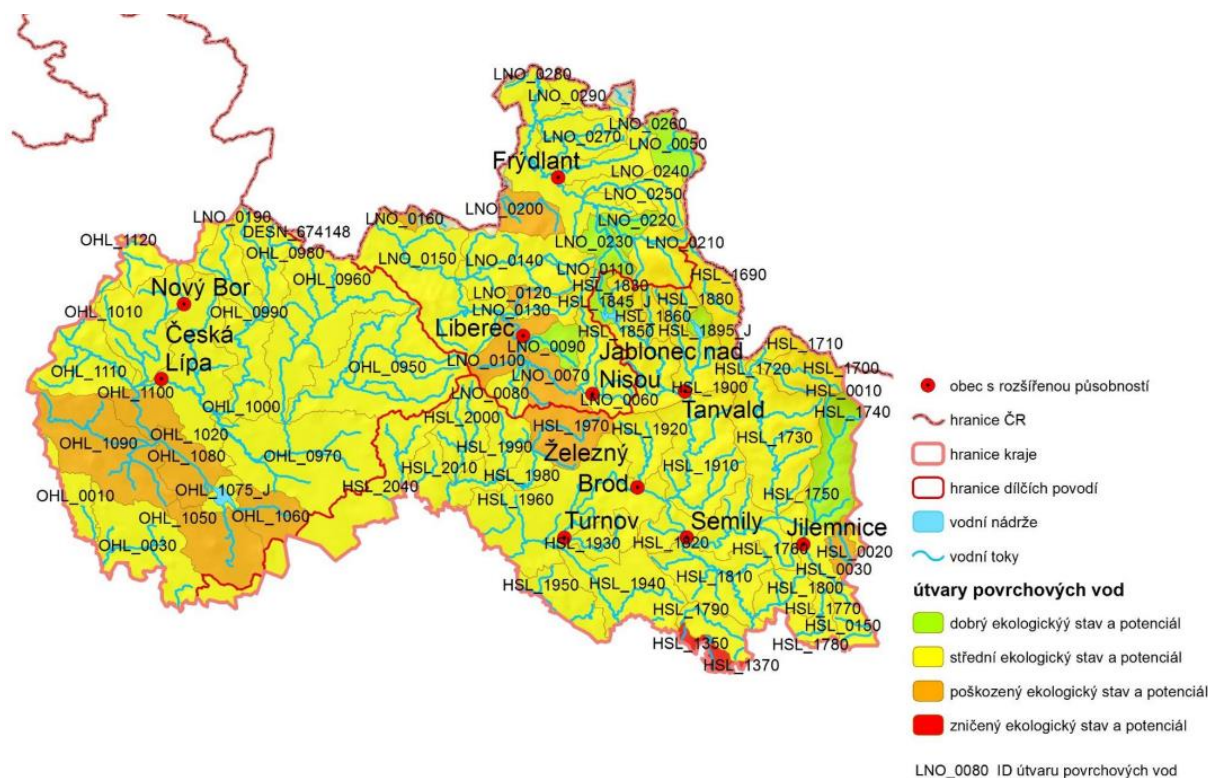 LNO_0280
LNO_0290
LNO_0260
LNO_0270
LNO_0050
Frýdlant
LNO_0240
LNO_0250
LNO_0200
LNO_0190
LNO_0160
LNO_0220
DESN_674148
LNO_0230
LNO_0210
OHL_1120
OHL_0980
LNO_0150
LNO_0140
LNO_0110
OHL_0960
HSL_1690
Nový Bor
LNO_0120
HSL_1845_J
HSL_1880
OHL_1010
OHL_0990
LNO_0130
HSL_1860
Liberec
HSL_1850
HSL_1895_J
Česká
Lípa
LNO_0090
Jablonec nad
Nisou
HSL_1710
OHL_1110
OHL_0950
LNO_0100
LNO_0070
HSL_1720
HSL_1700
OHL_1100
LNO_0080
LNO_0060
HSL_1900
HSL_0010
OHL_1000
HSL_2000
Tanvald
HSL_1740
OHL_1020
HSL_1970
HSL_1920
HSL_1730
OHL_1090
OHL_1080
OHL_0970
HSL_1990
Železný
Brod
HSL_2010
HSL_1910
HSL_1980
OHL_0010
OHL_1075_J
HSL_2040
HSL_1960
HSL_1750
OHL_1050
OHL_1060
Turnov
Semily
Jilemnice
OHL_0030
HSL_1930
HSL_1820
HSL_1760
HSL_0020
HSL_0030
HSL_1950
HSL_1940
HSL_1810
HSL_1800
HSL_1790
HSL_1770
HSL_0150
HSL_1350
HSL_1780
HSL_1370
obec s rozšířenou působností
hranice ČR
hranice kraje
hranice dílčích povodí
vodní nádrže
vodní toky
útvary povrchových vod
dobrý ekologickýý stav a potenciál
střední ekologický stav a potenciál
poškozený ekologický stav a potenciál
zničený ekologický stav a potenciál
LNO_0080 ID útvaru povrchových vod